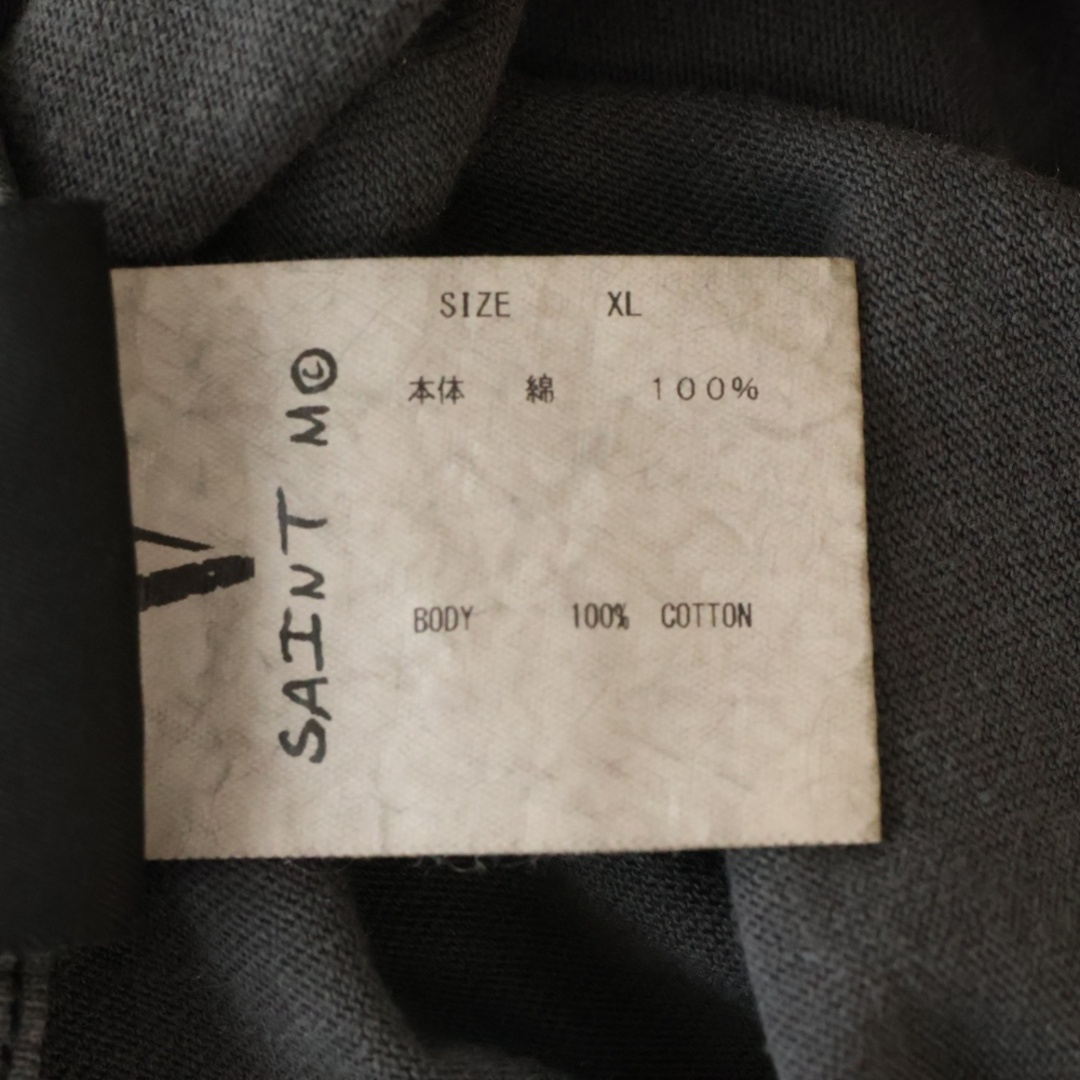 SIZE XL
本体 綿 100%
BODY 100% COTTON
SAINT M©